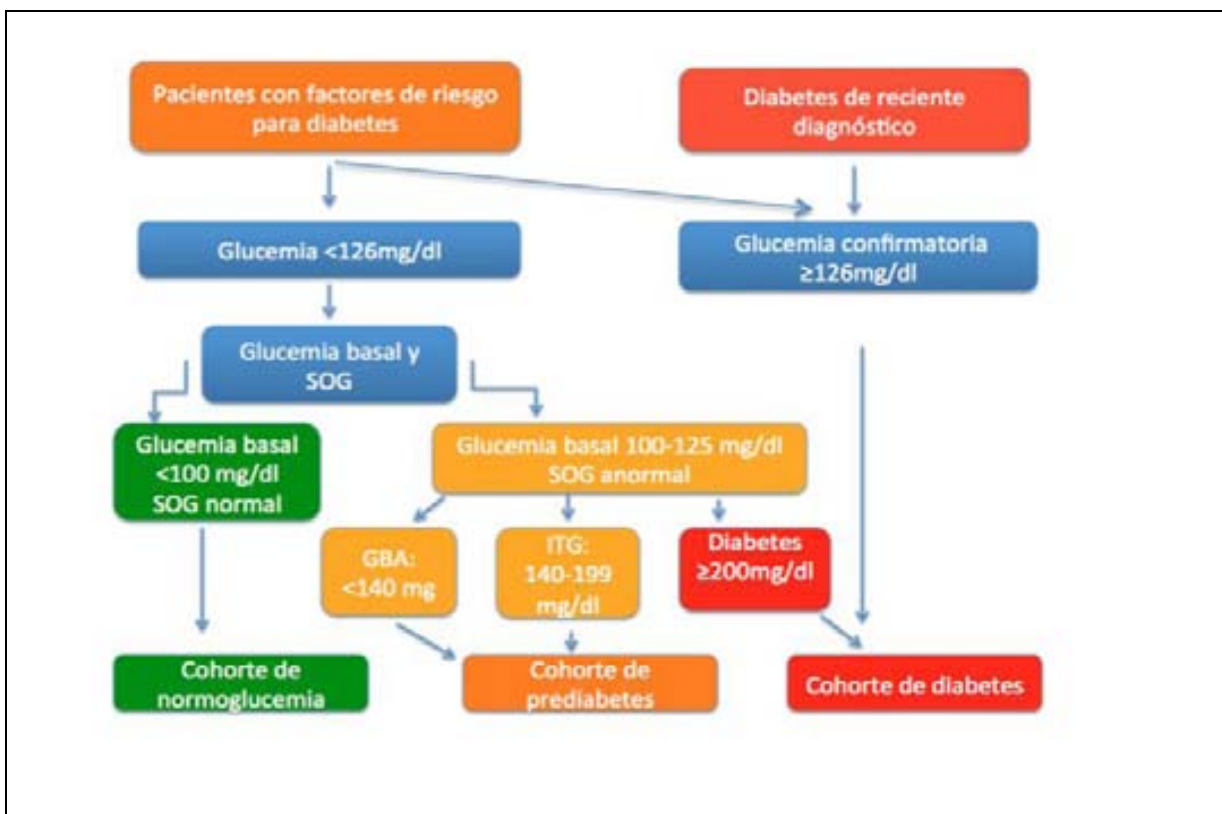 Pacientes con factores de riesgo
para diabetes
Diabetes de reciente
diagnóstico
Glucemia <126mg/dl
Glucemia confirmatoria
≥126mg/dl
Glucemia basal y
SOG
Glucemia basal
<100 mg/dl
SOG normal
Glucemia basal 100-125 mg/dl
SOG anormal
GBA:
<140 mg
ITG:
140-199
mg/dl
Diabetes
≥200mg/dl
Cohorte de
normoglucemia
Cohorte de
prediabetes
Cohorte de diabetes